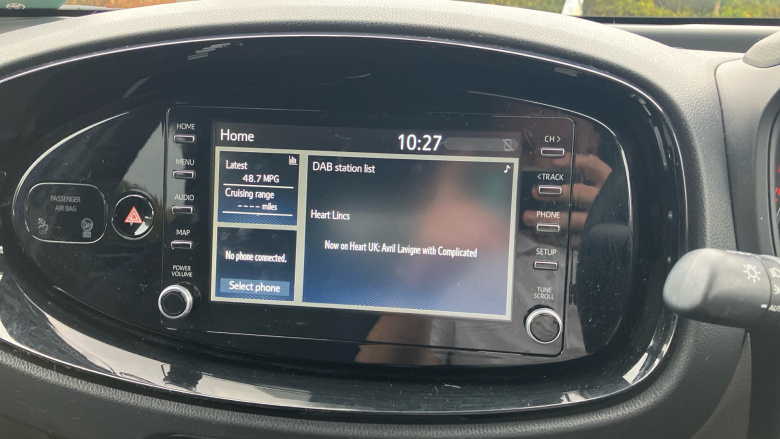 Home
10:27
Latest
48.7 MPG
Cruising range
---- miles
No phone connected.
Select phone
DAB station list
Heart Lincs
Now on Heart UK: Avril Lavigne with Complicated
HOME
MENU
AUDIO
MAP
POWER
VOLUME
CH >
< TRACK
PHONE
SETUP
TUNE
SCROLL
PASSENGER
AIR BAG